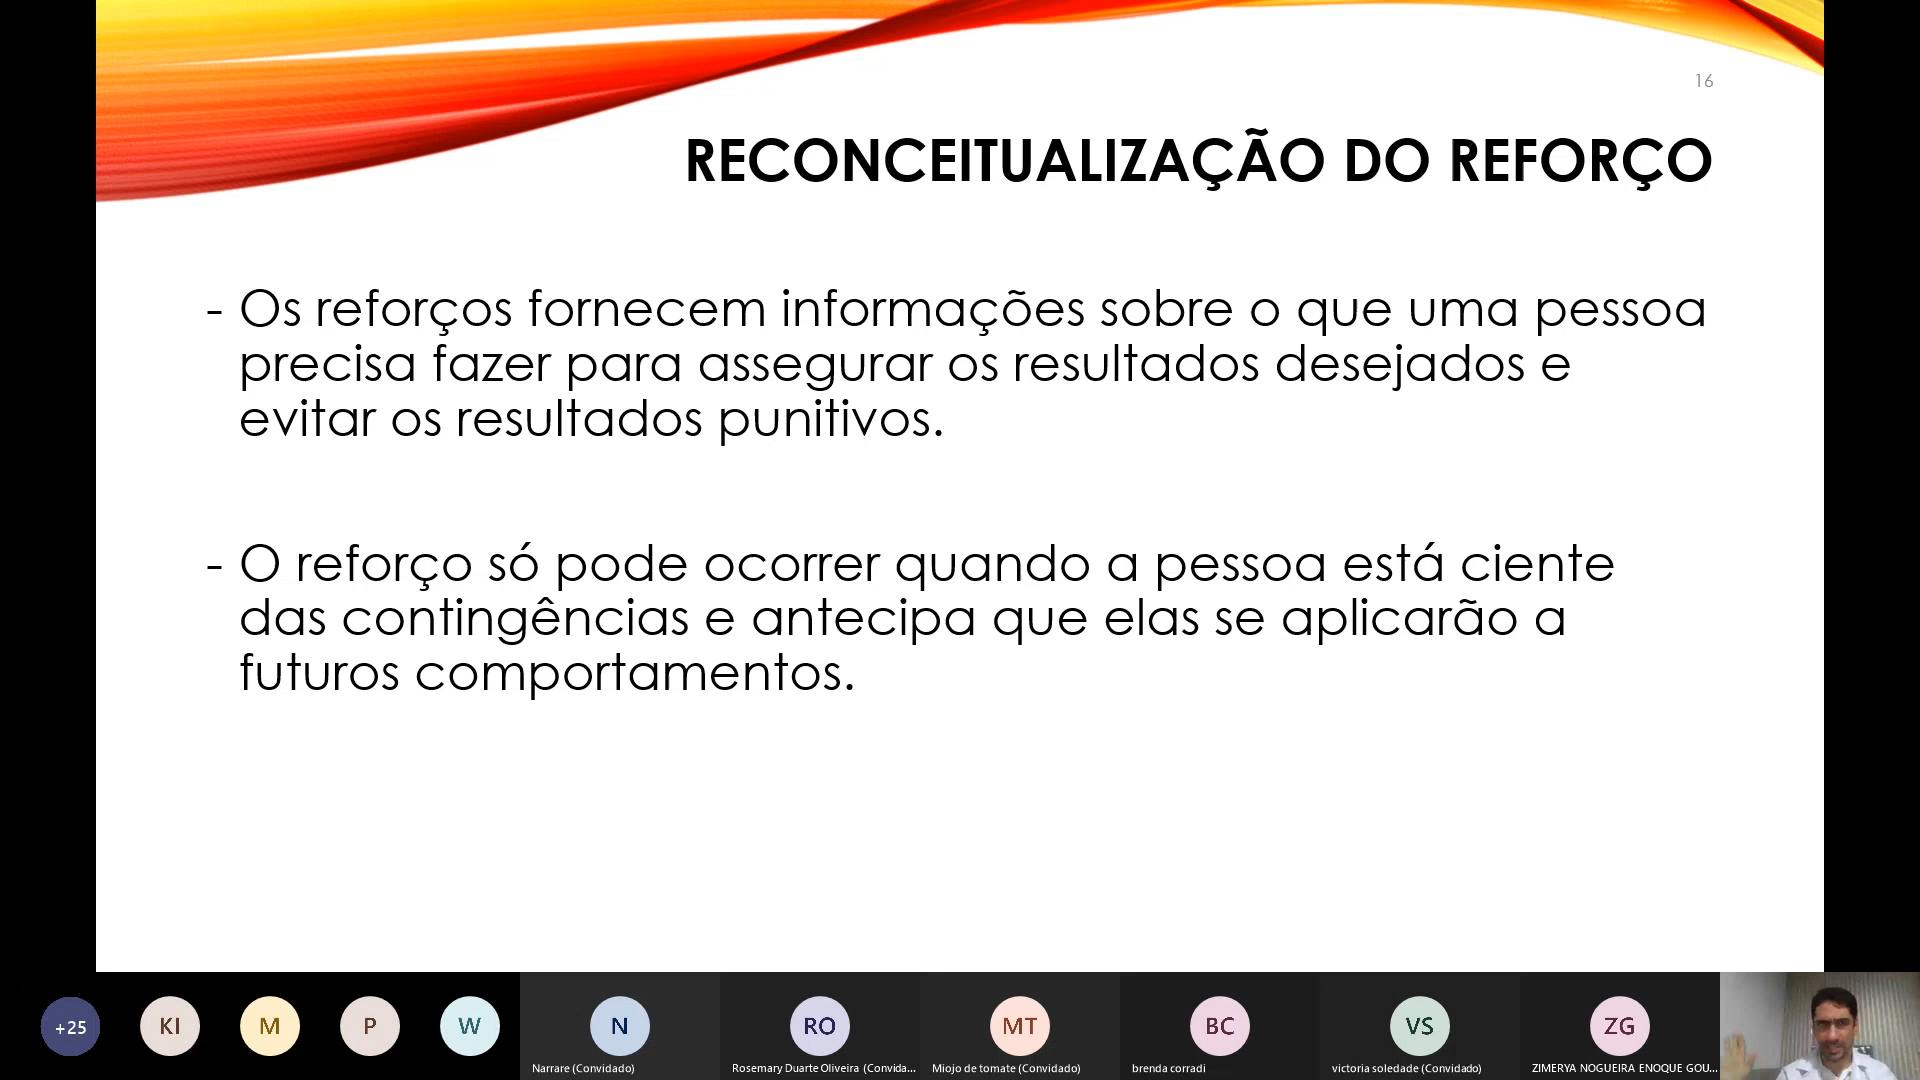 16
RECONCEITUALIZAÇÃO DO REFORÇO
- Os reforços fornecem informações sobre o que uma pessoa
precisa fazer para assegurar os resultados desejados e
evitar os resultados punitivos.
- O reforço só pode ocorrer quando a pessoa está ciente
das contingências e antecipa que elas se aplicarão a
futuros comportamentos.
+25 KI M P W N RO MT BC VS ZG
Narrare (Convidado) Rosemary Duarte Oliveira (Convida... Miojo de tomate (Convidado) brenda corradi victoria soledade (Convidado) ZIMERYA NOGUEIRA ENOQUE GOU...